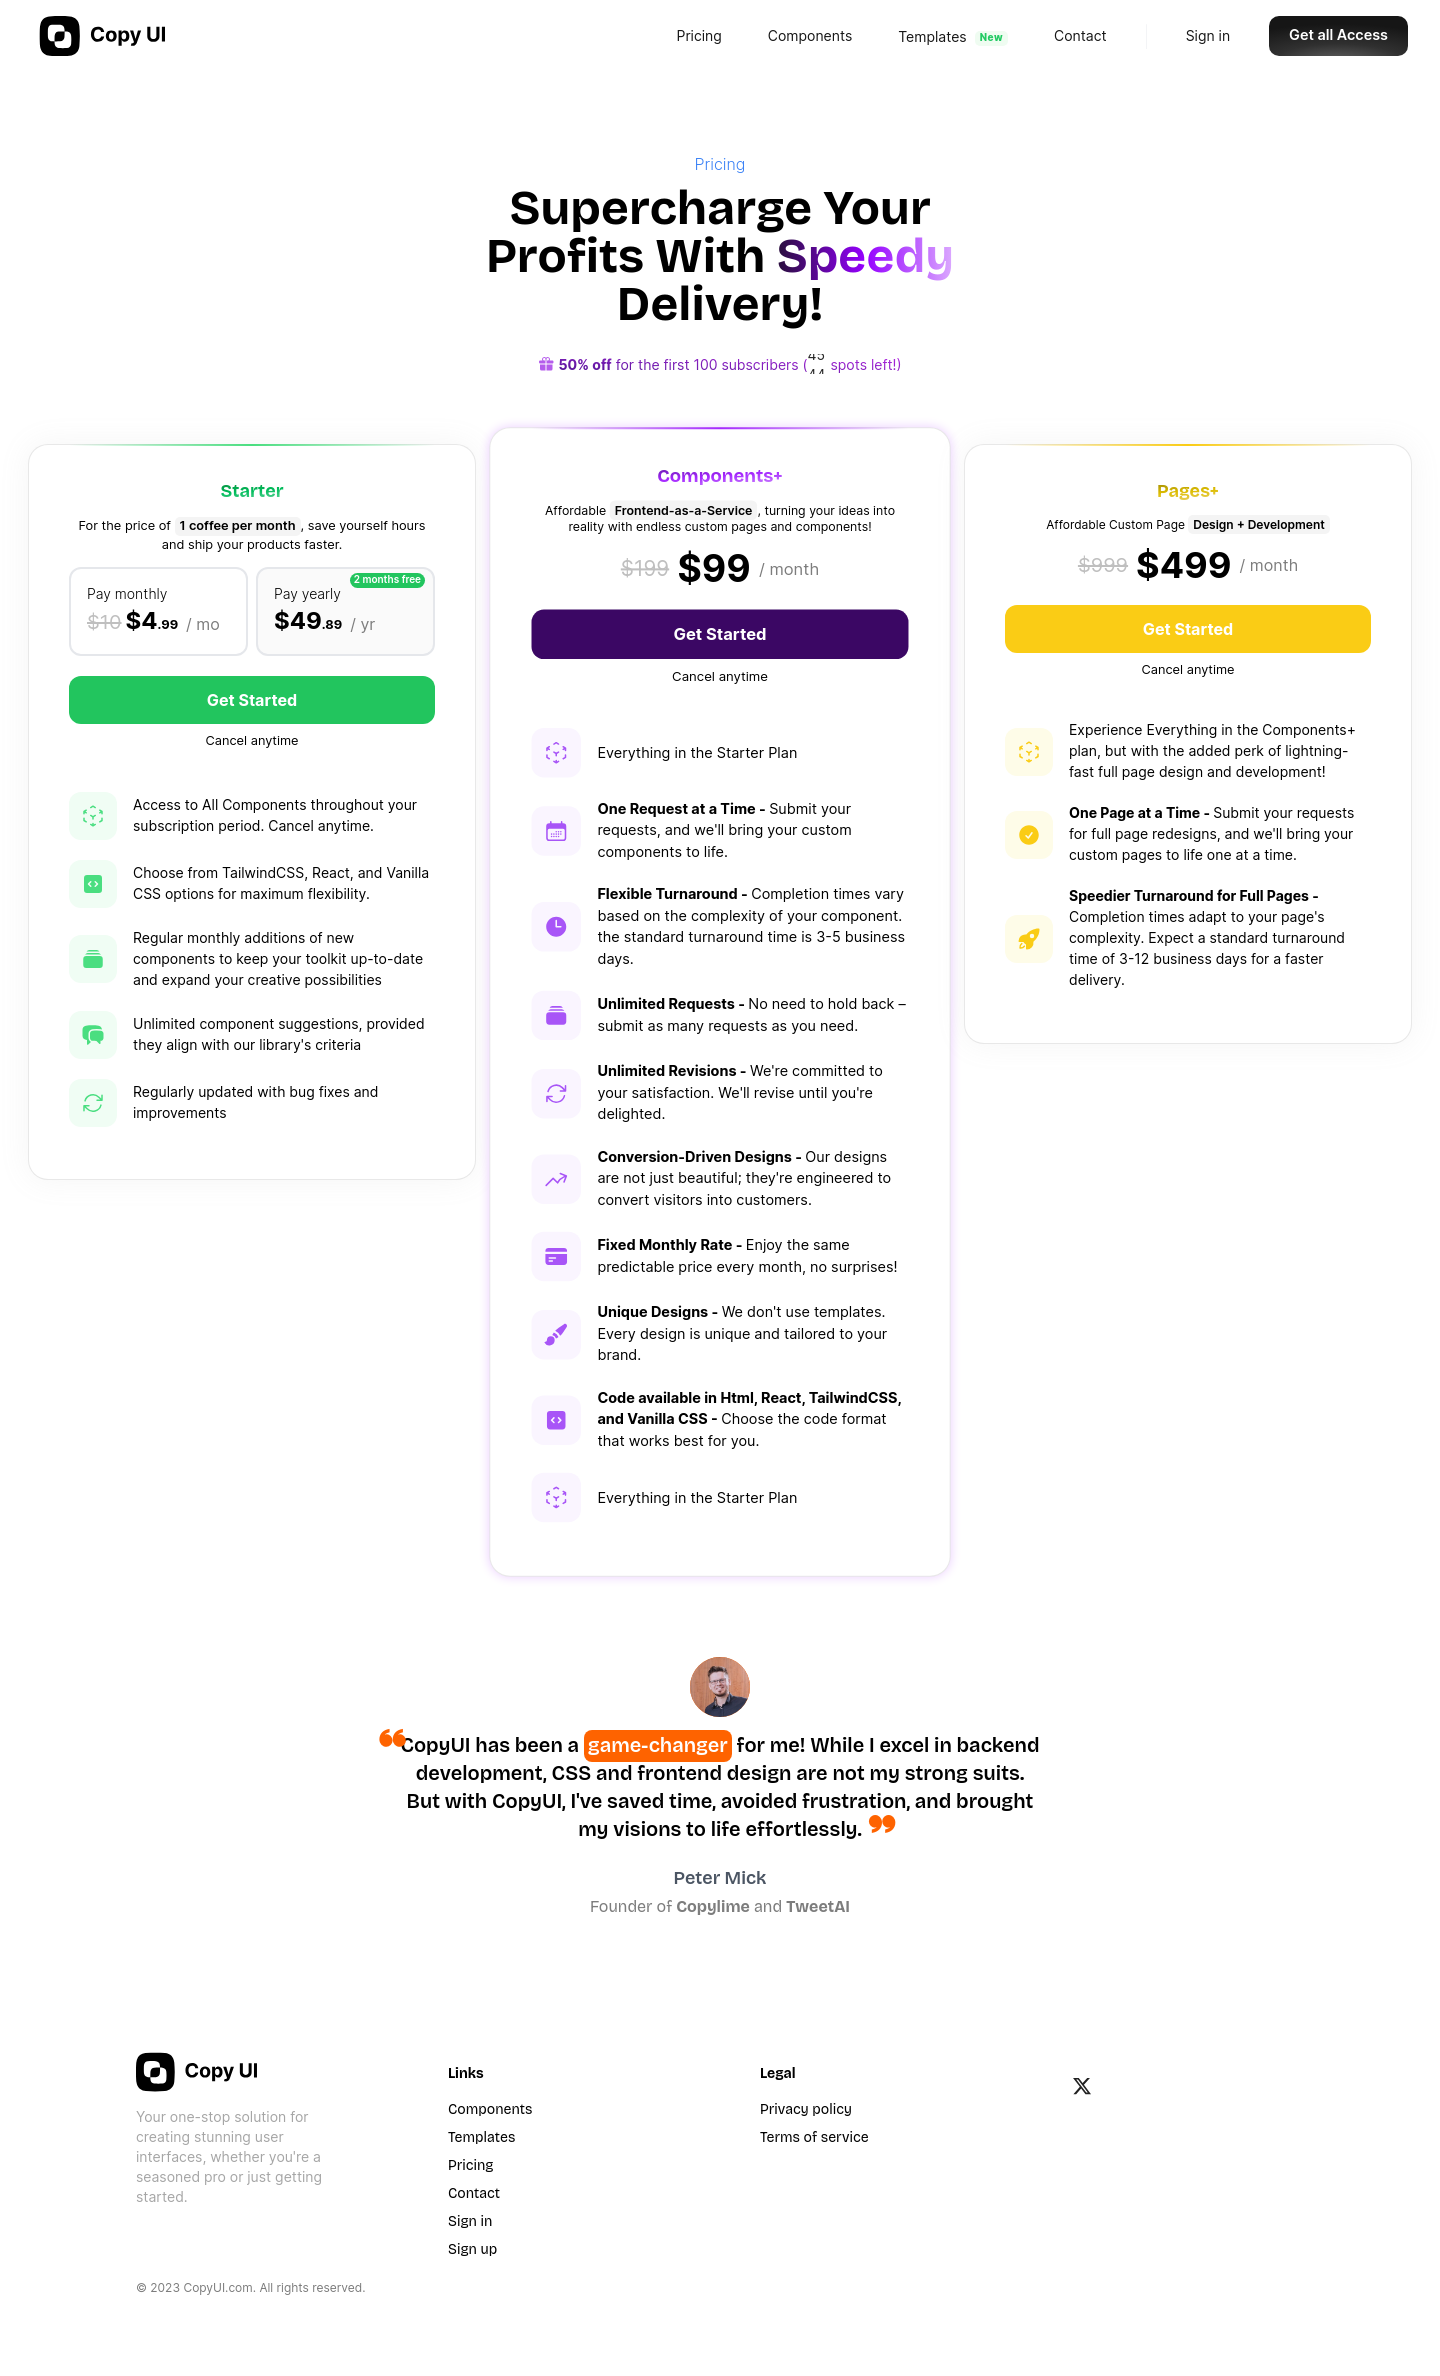 Copy UI
Pricing
Components
Templates New
Contact
Sign in
Get all Access
Pricing
Supercharge Your
Profits With Speedy
Delivery!
50% off for the first 100 subscribers (45 44 spots left!)
Starter
For the price of 1 coffee per month , save yourself hours
and ship your products faster.
Pay monthly
$10 $4.99 / mo
2 months free
Pay yearly
$49.89 / yr
Get Started
Cancel anytime
Access to All Components throughout your
subscription period. Cancel anytime.
Choose from TailwindCSS, React, and Vanilla
CSS options for maximum flexibility.
Regular monthly additions of new
components to keep your toolkit up-to-date
and expand your creative possibilities
Unlimited component suggestions, provided
they align with our library's criteria
Regularly updated with bug fixes and
improvements
Components+
Affordable Frontend-as-a-Service , turning your ideas into
reality with endless custom pages and components!
$199 $99 / month
Get Started
Cancel anytime
Everything in the Starter Plan
One Request at a Time - Submit your
requests, and we'll bring your custom
components to life.
Flexible Turnaround - Completion times vary
based on the complexity of your component.
the standard turnaround time is 3-5 business
days.
Unlimited Requests - No need to hold back –
submit as many requests as you need.
Unlimited Revisions - We're committed to
your satisfaction. We'll revise until you're
delighted.
Conversion-Driven Designs - Our designs
are not just beautiful; they're engineered to
convert visitors into customers.
Fixed Monthly Rate - Enjoy the same
predictable price every month, no surprises!
Unique Designs - We don't use templates.
Every design is unique and tailored to your
brand.
Code available in Html, React, TailwindCSS,
and Vanilla CSS - Choose the code format
that works best for you.
Everything in the Starter Plan
Pages+
Affordable Custom Page Design + Development
$999 $499 / month
Get Started
Cancel anytime
Experience Everything in the Components+
plan, but with the added perk of lightning-
fast full page design and development!
One Page at a Time - Submit your requests
for full page redesigns, and we'll bring your
custom pages to life one at a time.
Speedier Turnaround for Full Pages -
Completion times adapt to your page's
complexity. Expect a standard turnaround
time of 3-12 business days for a faster
delivery.
❝CopyUI has been a game-changer for me! While I excel in backend
development, CSS and frontend design are not my strong suits.
But with CopyUI, I've saved time, avoided frustration, and brought
my visions to life effortlessly. ❞
Peter Mick
Founder of Copylime and TweetAI
Copy UI
Your one-stop solution for
creating stunning user
interfaces, whether you're a
seasoned pro or just getting
started.
Links
Components
Templates
Pricing
Contact
Sign in
Sign up
Legal
Privacy policy
Terms of service
© 2023 CopyUI.com. All rights reserved.